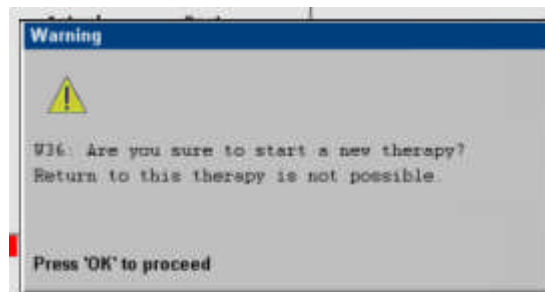 Warning
W36: Are you sure to start a new therapy?
Return to this therapy is not possible.
Press 'OK' to proceed